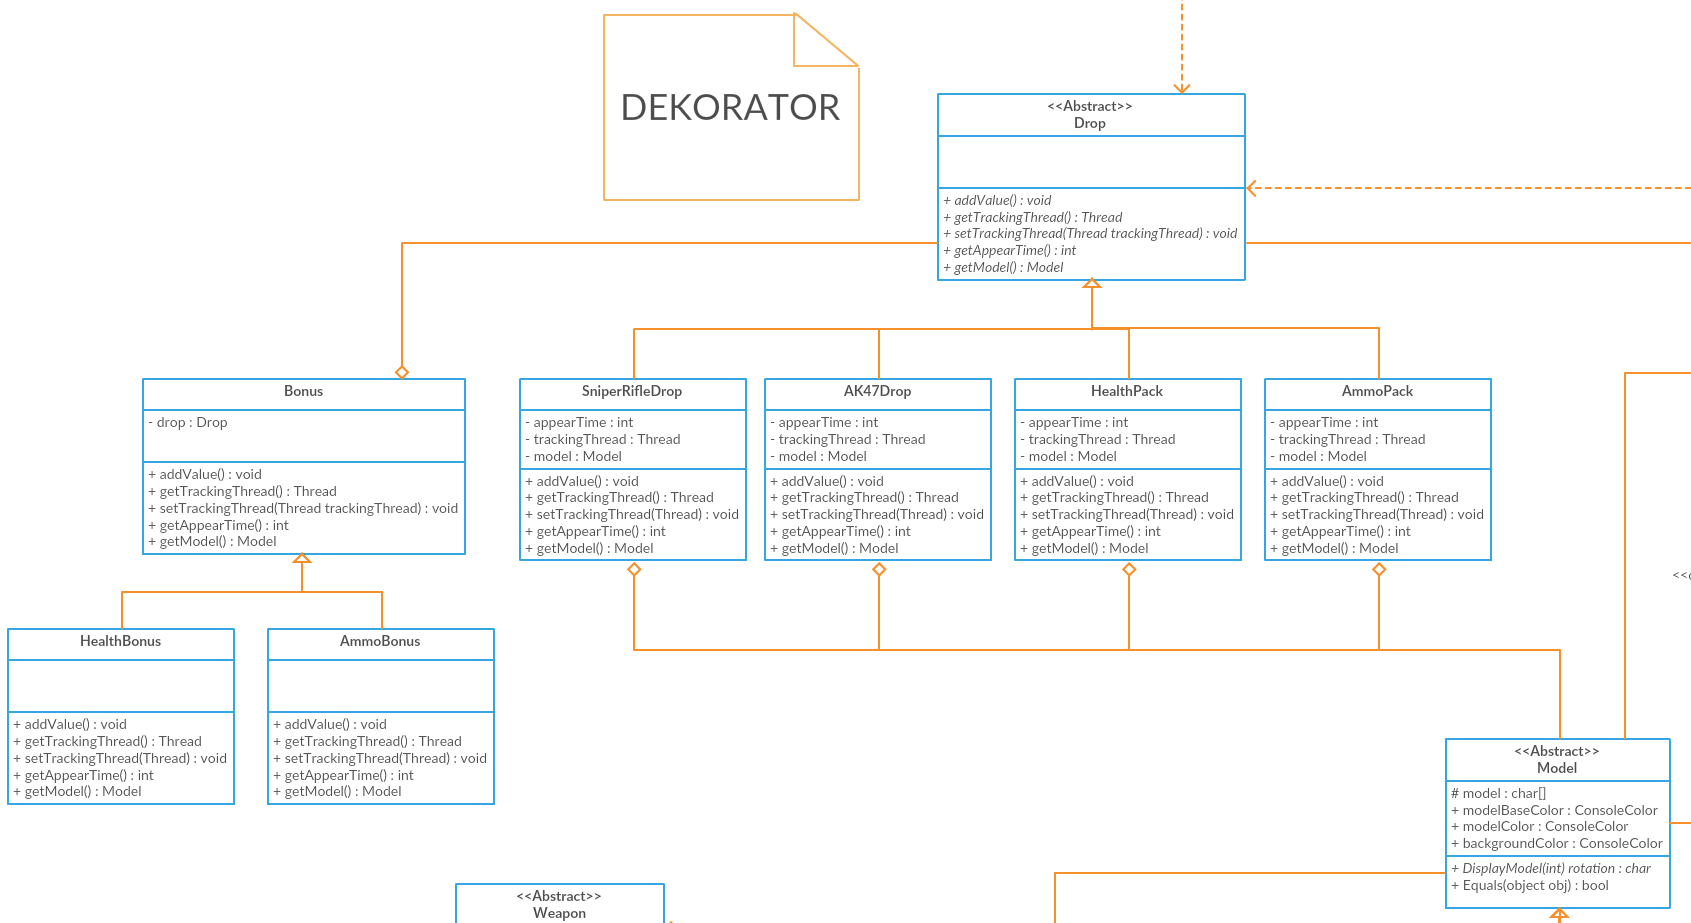 DEKORATOR
<<Abstract>>
Drop
+ addValue() : void
+ getTrackingThread() : Thread
+ setTrackingThread(Thread trackingThread) : void
+ getAppearTime() : int
+ getModel() : Model
Bonus
- drop : Drop
+ addValue() : void
+ getTrackingThread() : Thread
+ setTrackingThread(Thread trackingThread) : void
+ getAppearTime() : int
+ getModel() : Model
SniperRifleDrop
- appearTime : int
- trackingThread : Thread
- model : Model
+ addValue() : void
+ getTrackingThread() : Thread
+ setTrackingThread(Thread) : void
+ getAppearTime() : int
+ getModel() : Model
AK47Drop
- appearTime : int
- trackingThread : Thread
- model : Model
+ addValue() : void
+ getTrackingThread() : Thread
+ setTrackingThread(Thread) : void
+ getAppearTime() : int
+ getModel() : Model
HealthPack
- appearTime : int
- trackingThread : Thread
- model : Model
+ addValue() : void
+ getTrackingThread() : Thread
+ setTrackingThread(Thread) : void
+ getAppearTime() : int
+ getModel() : Model
AmmoPack
- appearTime : int
- trackingThread : Thread
- model : Model
+ addValue() : void
+ getTrackingThread() : Thread
+ setTrackingThread(Thread) : void
+ getAppearTime() : int
+ getModel() : Model
<<
HealthBonus
+ addValue() : void
+ getTrackingThread() : Thread
+ setTrackingThread(Thread) : void
+ getAppearTime() : int
+ getModel() : Model
AmmoBonus
+ addValue() : void
+ getTrackingThread() : Thread
+ setTrackingThread(Thread) : void
+ getAppearTime() : int
+ getModel() : Model
<<Abstract>>
Model
# model : char[]
+ modelBaseColor : ConsoleColor
+ modelColor : ConsoleColor
+ backgroundColor : ConsoleColor
+ DisplayModel(int) rotation : char
+ Equals(object obj) : bool
<<Abstract>>
Weapon